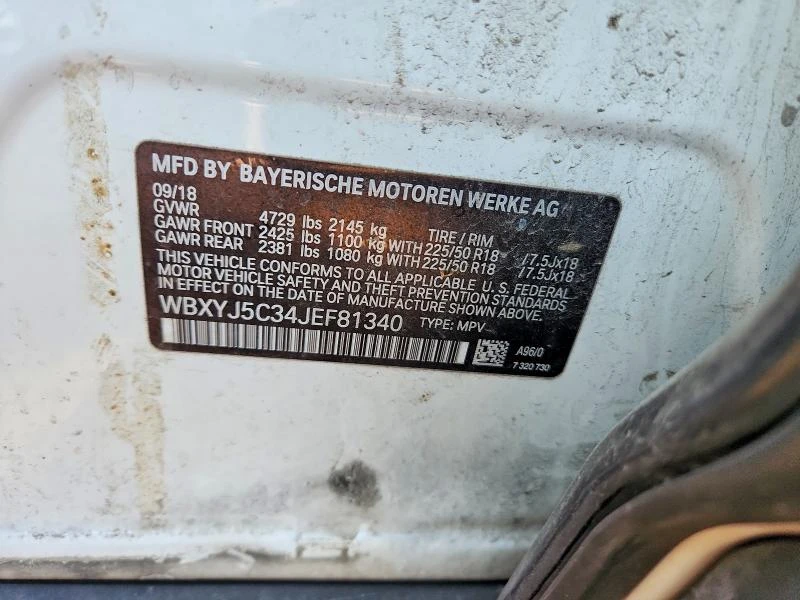 MFD BY BAYERISCHE MOTOREN WERKE AG
09/18
GVWR 4729 lbs 2145 kg TIRE / RIM
GAWR FRONT 2425 lbs 1100 kg WITH 225/50 R18 /7.5Jx18
GAWR REAR 2381 lbs 1080 kg WITH 225/50 R18 /7.5Jx18
THIS VEHICLE CONFORMS TO ALL APPLICABLE U. S. FEDERAL
MOTOR VEHICLE SAFETY AND THEFT PREVENTION STANDARDS
IN EFFECT ON THE DATE OF MANUFACTURE SHOWN ABOVE.
WBXYJ5C34JEF81340 TYPE: MPV
A96/0
7 320 730